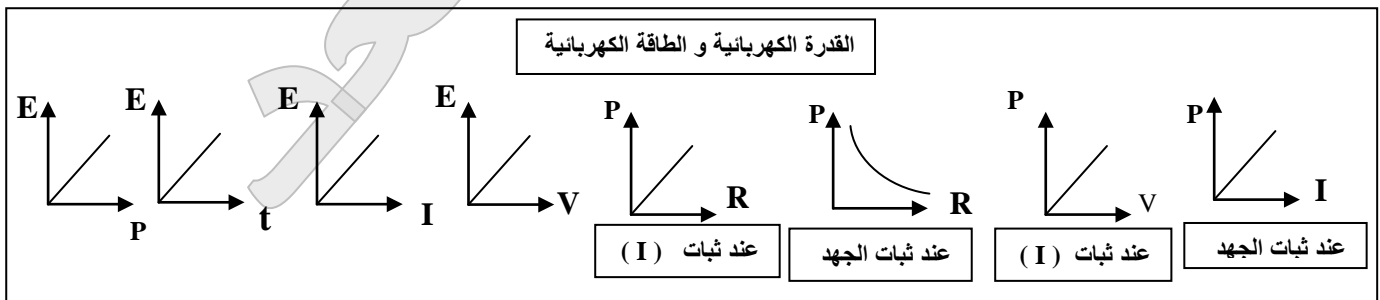 القدرة الكهربائية و الطاقة الكهربائية
P
I
عند ثبات الجهد
P
V
عند ثبات ( I )
P
R
عند ثبات الجهد
P
R
عند ثبات ( I )
E
V
E
I
E
t
E
P